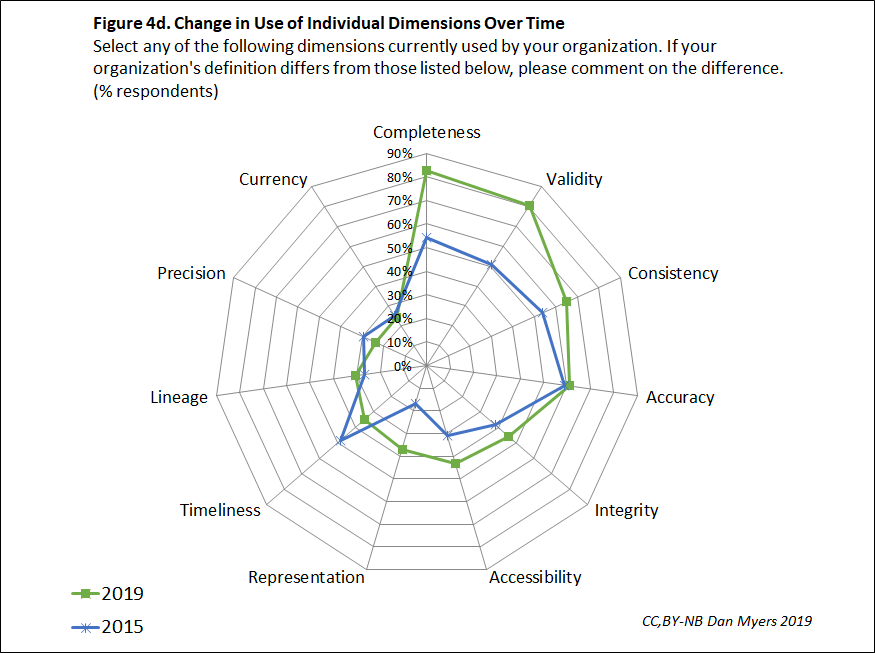 Figure 4d. Change in Use of Individual Dimensions Over Time
Select any of the following dimensions currently used by your organization. If your
organization's definition differs from those listed below, please comment on the difference.
(% respondents)
Completeness
90%
Currency
Validity
80%
70%
60%
Precision
Consistency
50%
40%
30%
20%
10%
0%
Lineage
Accuracy
Timeliness
Integrity
Representation
Accessibility
2019
2015
CC,BY-NB Dan Myers 2019